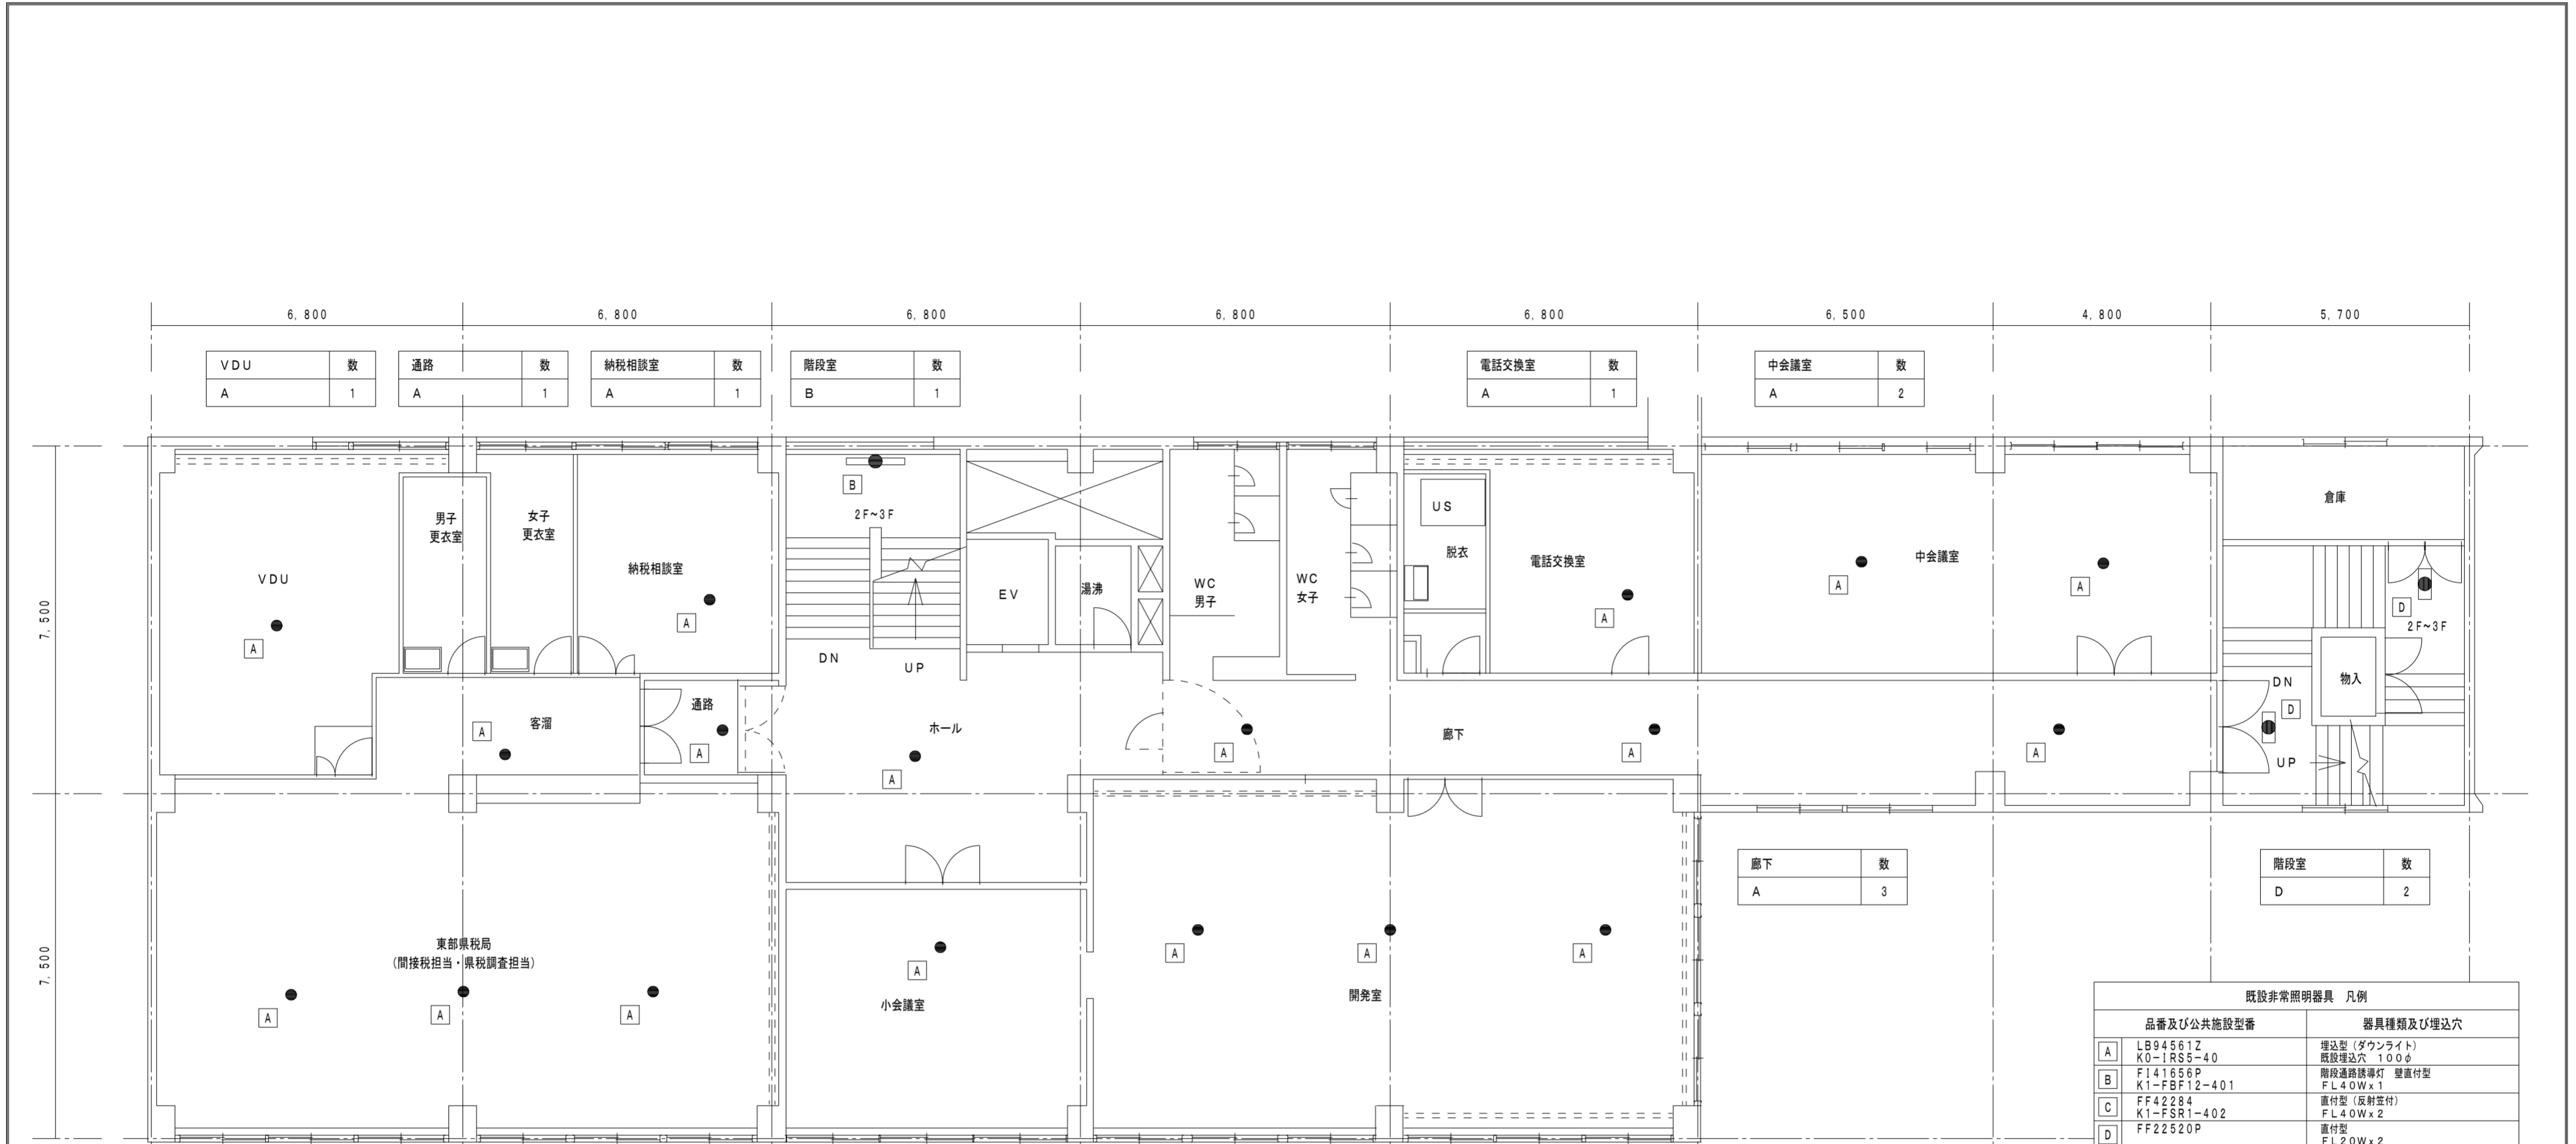 6,800
6,800
6,800
6,800
6,800
6,500
4,800
5,700
VDU 数
A 1
通路 数
A 1
納税相談室 数
A 1
階段室 数
B 1
電話交換室 数
A 1
中会議室 数
A 2
7,500
7,500
VDU
A
男子
更衣室
女子
更衣室
納税相談室
A
B
2F~3F
DN
UP
EV
湯沸
WC
男子
WC
女子
US
脱衣
電話交換室
A
中会議室
A
A
倉庫
D
2F~3F
物入
DN
D
UP
客溜
A
通路
A
ホール
A
A
廊下
A
A
廊下 数
A 3
階段室 数
D 2
東部県税局
(間接税担当・県税調査担当)
A
A
A
小会議室
A
開発室
A
A
A
既設非常照明器具 凡例
品番及び公共施設型番 器具種類及び埋込穴
A LB94561Z 埋込型(ダウンライト)
K0-IRS5-40 既設埋込穴 100φ
B FI41656P 階段通路誘導灯 壁直付型
K1-FBF12-401 FL40Wx1
C FF42284 直付型(反射笠付)
K1-FSR1-402 FL40Wx2
D FF22520P 直付型
FL20Wx2